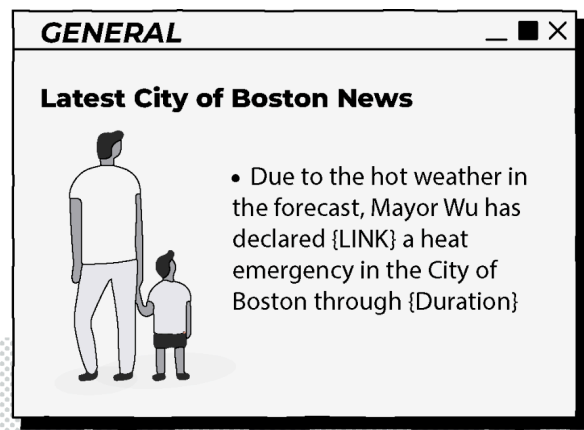 GENERAL
Latest City of Boston News
• Due to the hot weather in
the forecast, Mayor Wu has
declared {LINK} a heat
emergency in the City of
Boston through {Duration}